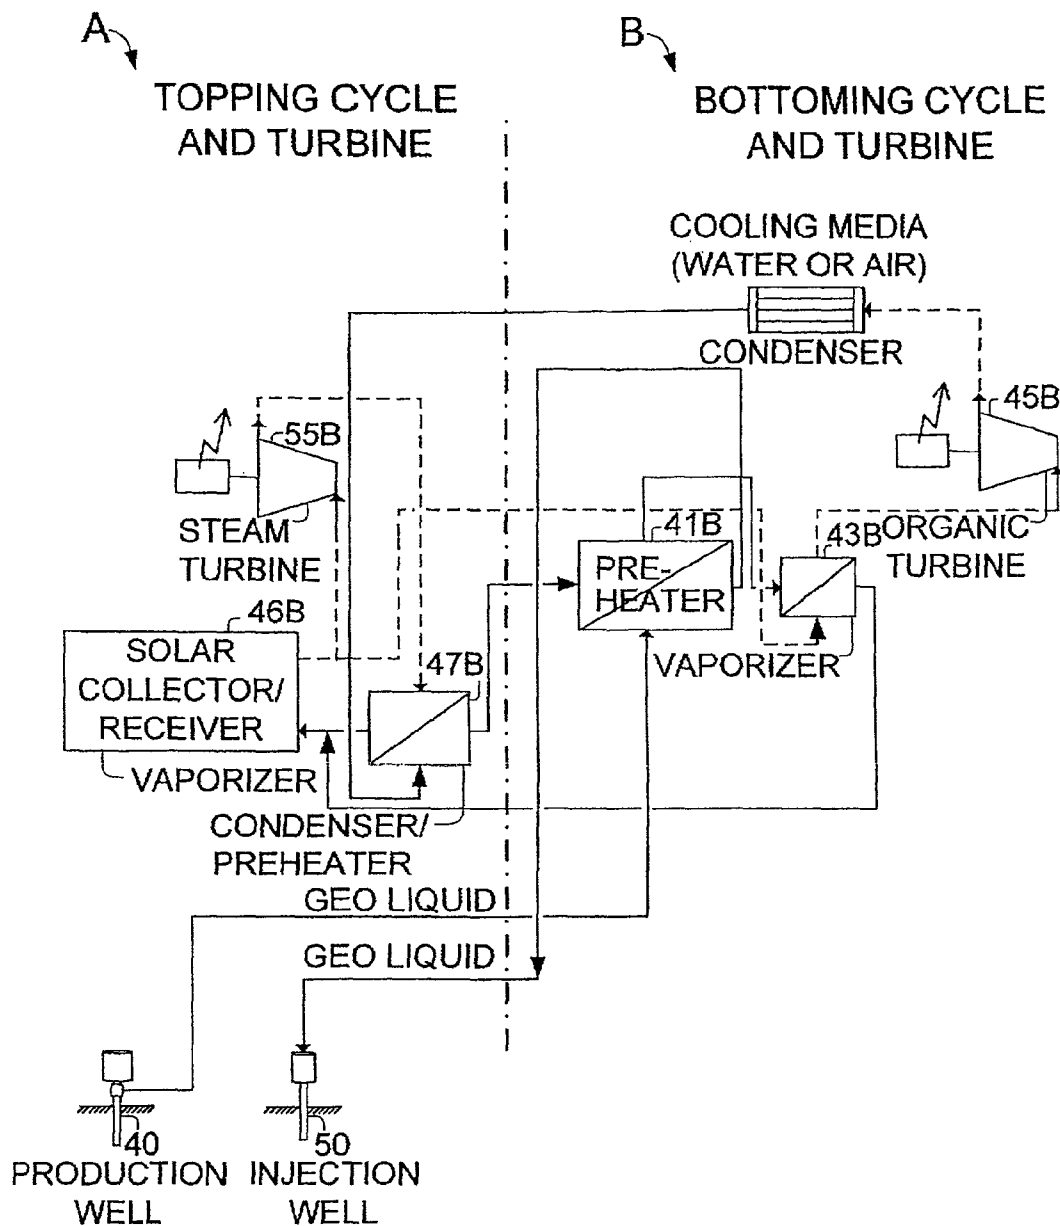 A
B
TOPPING CYCLE
AND TURBINE
BOTTOMING CYCLE
AND TURBINE
COOLING MEDIA
(WATER OR AIR)
CONDENSER
55B
45B
STEAM
TURBINE
41B
PRE-
HEATER
43B
ORGANIC
TURBINE
46B
SOLAR
COLLECTOR/
RECEIVER
47B
VAPORIZER
VAPORIZER
CONDENSER/
PREHEATER
GEO LIQUID
GEO LIQUID
40
50
PRODUCTION
WELL
INJECTION
WELL